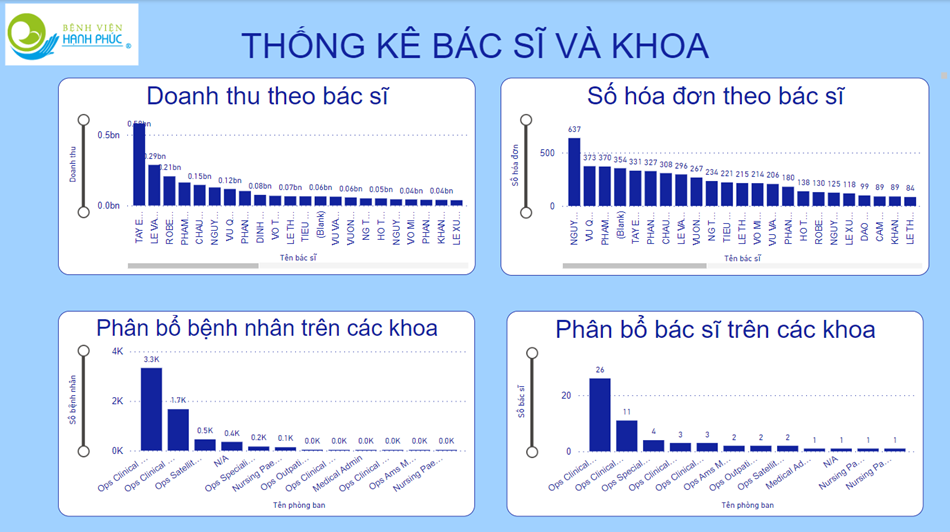 BỆNH VIỆN
HẠNH PHÚC ®
THỐNG KÊ BÁC SĨ VÀ KHOA
Doanh thu theo bác sĩ
Doanh thu
0.5bn
0.0bn
0.58bn
0.29bn
0.21bn
0.15bn
0.12bn
0.08bn
0.07bn
0.06bn
0.06bn
0.05bn
0.04bn
0.04bn
TAY E...
LE VA...
ROBE...
PHAM...
CHAU...
NGUY...
VU Q...
PHAN...
DINH ...
VO T...
LE TH...
TIEU ...
(Blank)
VU VA...
VUON...
NG T...
HO T...
NGUY...
VO MI...
PHAN...
KHAN...
LE XU...
Tên bác sĩ
Số hóa đơn theo bác sĩ
Số hóa đơn
500
0
637
373
370
354
331
327
308
296
267
234
221
215
214
206
180
138
130
125
118
99
89
89
84
NGUY...
VU Q...
PHAM...
(Blank)
TAY E...
PHAN...
CHAU...
LE VA...
VUON...
NG T...
TIEU ...
LE TH...
VO M...
VU VA...
PHAN...
HO T...
ROBE...
NGUY...
LE XU...
DAO ...
CAM ...
KHAN...
LE TH...
Tên bác sĩ
Phân bổ bệnh nhân trên các khoa
Số bệnh nhân
4K
2K
0K
3.3K
1.7K
0.5K
0.4K
0.2K
0.1K
0.0K
0.0K
0.0K
0.0K
0.0K
0.0K
Ops Clinical ...
Ops Clinical ...
Ops Satellit...
N/A
Ops Speciali...
Nursing Pae...
Ops Outpati...
Ops Clinical ...
Medical Admin
Ops Clinical ...
Ops Ams M...
Nursing Pae...
Tên phòng ban
Phân bổ bác sĩ trên các khoa
Số bác sĩ
20
0
26
11
4
3
3
2
2
2
1
1
1
1
Ops Clinical...
Ops Clinical...
Ops Special...
Ops Clinical...
Ops Clinical...
Ops Ams M...
Ops Outpati...
Ops Satellit...
Medical Ad...
N/A
Nursing Pa...
Nursing Pa...
Tên phòng ban